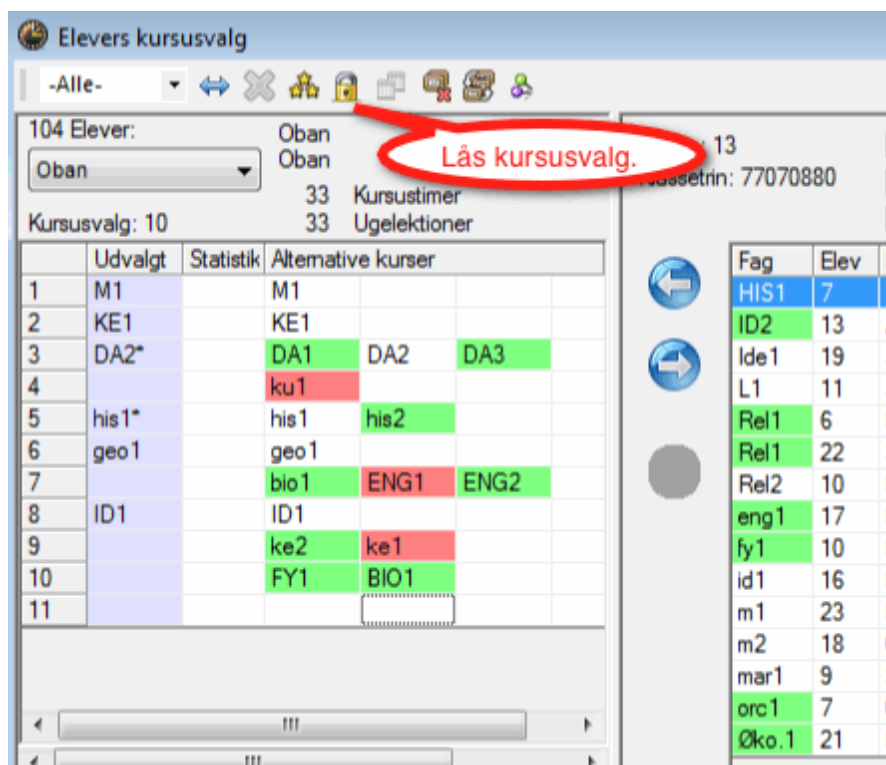 Elevers kursusvalg
-Alle-
Lås kursusvalg.
104 Elever:
Oban
Oban
Oban
33 Kursustimer
Kursusvalg: 10
33 Ugelektioner
Udvalgt Statistik Alternative kurser
1 M1 M1
2 KE1 KE1
3 DA2* DA1 DA2 DA3
4 ku1
5 his1* his1 his2
6 geo1 geo1
7 bio1 ENG1 ENG2
8 ID1 ID1
9 ke2 ke1
10 FY1 BIO1
11
: 13
: 77070880
Fag Elev
HIS1 7
ID2 13
Ide1 19
L1 11
Rel1 6
Rel1 22
Rel2 10
eng1 17
fy1 10
id1 16
m1 23
m2 18
mar1 9
orc1 7
Øko.1 21